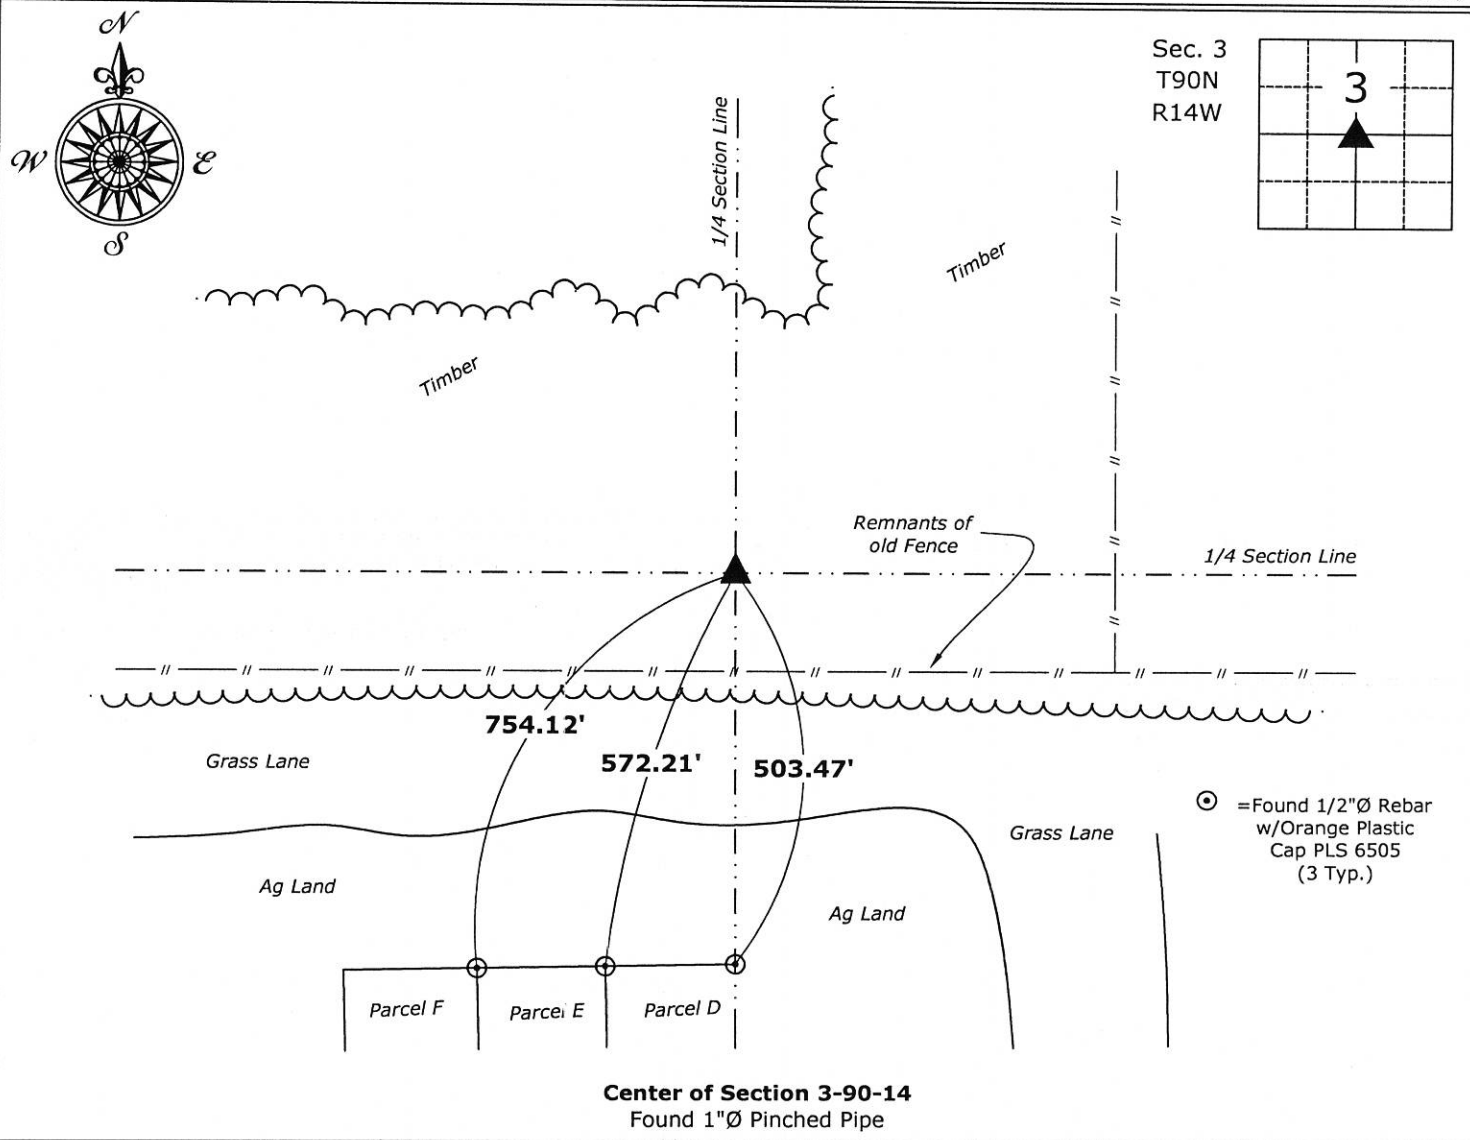 N
W
E
S
Sec. 3
T90N
R14W
3
1/4 Section Line
Timber
Timber
Remnants of
old Fence
1/4 Section Line
754.12'
572.21'
503.47'
Grass Lane
Grass Lane
=Found 1/2"Ø Rebar
w/Orange Plastic
Cap PLS 6505
(3 Typ.)
Ag Land
Ag Land
Parcel F
Parcel E
Parcel D
Center of Section 3-90-14
Found 1"Ø Pinched Pipe